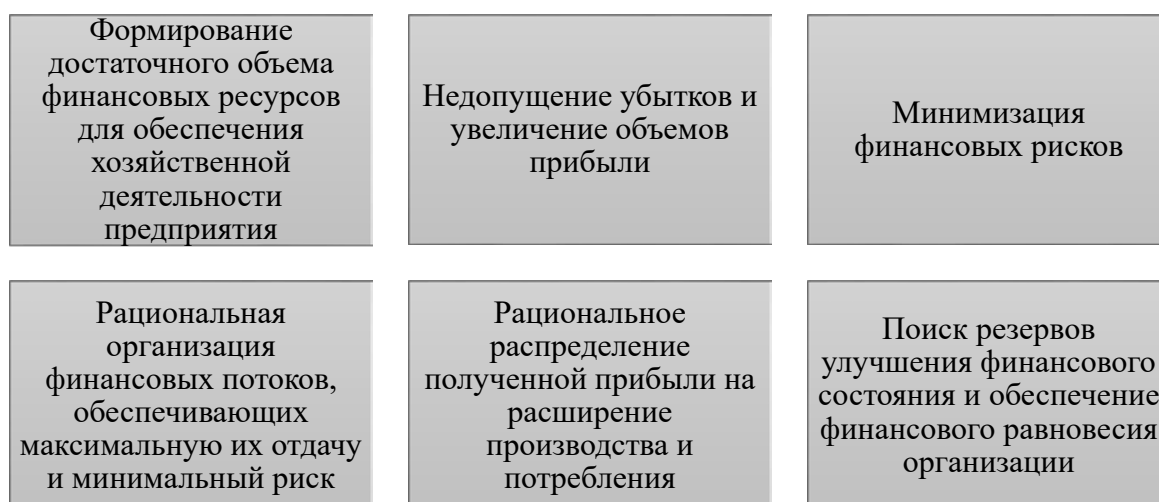 Формирование
достаточного объема
финансовых ресурсов
для обеспечения
хозяйственной
деятельности
предприятия
Недопущение убытков и
увеличение объемов
прибыли
Минимизация
финансовых рисков
Рациональная
организация
финансовых потоков,
обеспечивающих
максимальную их отдачу
и минимальный риск
Рациональное
распределение
полученной прибыли на
расширение
производства и
потребления
Поиск резервов
улучшения финансового
состояния и обеспечение
финансового равновесия
организации